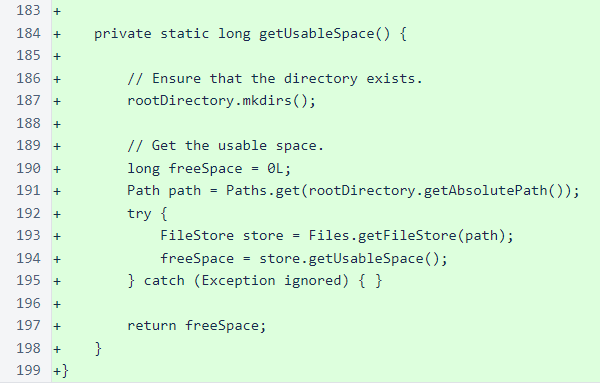 183 +
184 +    private static long getUsableSpace() {
185 +
186 +        // Ensure that the directory exists.
187 +        rootDirectory.mkdirs();
188 +
189 +        // Get the usable space.
190 +        long freeSpace = 0L;
191 +        Path path = Paths.get(rootDirectory.getAbsolutePath());
192 +        try {
193 +            FileStore store = Files.getFileStore(path);
194 +            freeSpace = store.getUsableSpace();
195 +        } catch (Exception ignored) { }
196 +
197 +        return freeSpace;
198 +    }
199 +}